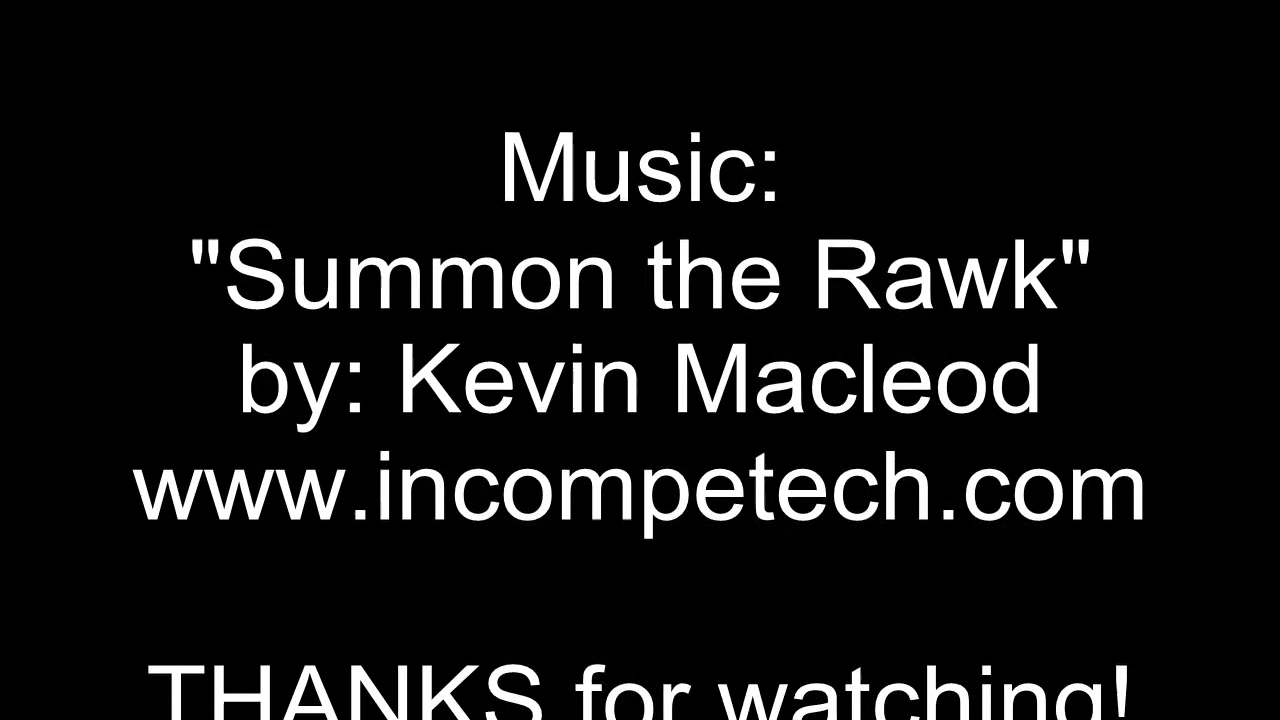 Music:
"Summon the Rawk"
by: Kevin Macleod
www.incompetech.com
THANKS for watching!